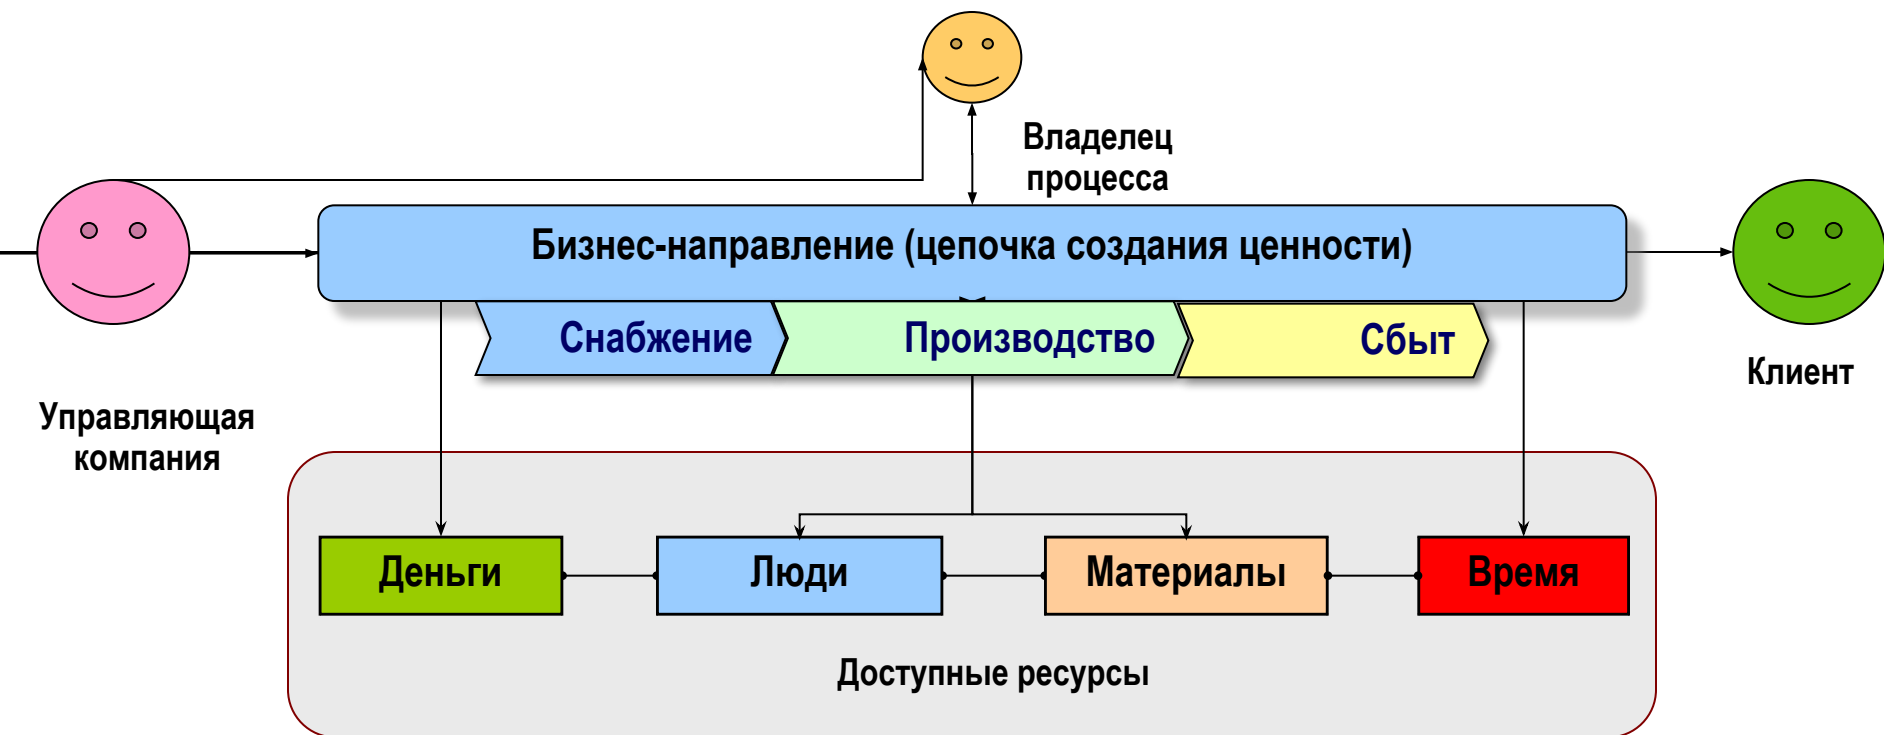 Владелец
процесса
Бизнес-направление (цепочка создания ценности)
Снабжение
Производство
Сбыт
Клиент
Управляющая
компания
Деньги
Люди
Материалы
Время
Доступные ресурсы